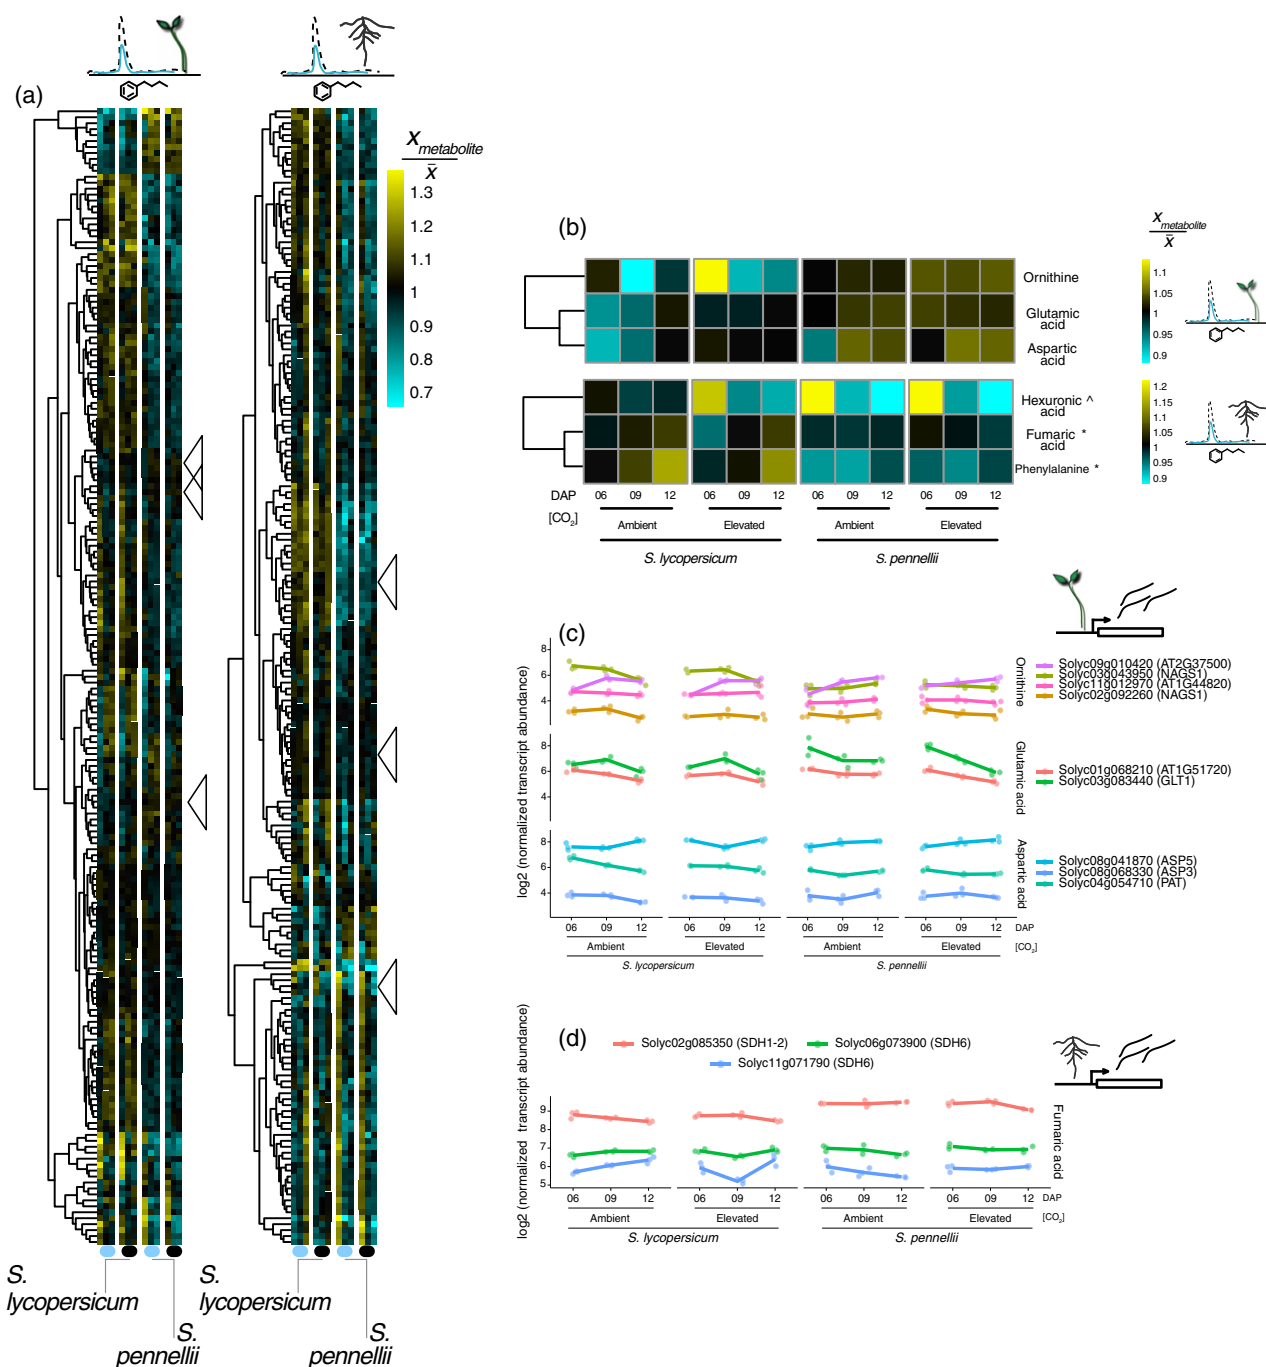 (a)
X metabolite
x̄
1.3
1.2
1.1
1
0.9
0.8
0.7
S. lycopersicum
S. pennellii
S. lycopersicum
S. pennellii
(b)
Ornithine
Glutamic acid
Aspartic acid
Hexuronic ^ acid
Fumaric * acid
Phenylalanine *
DAP 06 09 12 06 09 12 06 09 12 06 09 12
[CO2] Ambient Elevated Ambient Elevated
S. lycopersicum S. pennellii
X metabolite
x̄
1.1
1.05
1
0.95
0.9
1.2
1.15
1.1
1.05
1
0.95
0.9
(c)
log2 (normalized transcript abundance)
8
6
4
Ornithine
Solyc09g010420 (AT2G37500)
Solyc03g043950 (NAGS1)
Solyc11g012970 (AT1G44820)
Solyc02g092260 (NAGS1)
8
6
4
Glutamic acid
Solyc01g068210 (AT1G51720)
Solyc03g083440 (GLT1)
8
6
4
Aspartic acid
Solyc08g041870 (ASP5)
Solyc08g068330 (ASP3)
Solyc04g054710 (PAT)
06 09 12 06 09 12 06 09 12 06 09 12 DAP
Ambient Elevated Ambient Elevated [CO2]
S. lycopersicum S. pennellii
(d)
Solyc02g085350 (SDH1-2) Solyc06g073900 (SDH6)
Solyc11g071790 (SDH6)
log2 (normalized transcript abundance)
9
8
7
6
5
Fumaric acid
06 09 12 06 09 12 06 09 12 06 09 12 DAP
Ambient Elevated Ambient Elevated [CO2]
S. lycopersicum S. pennellii